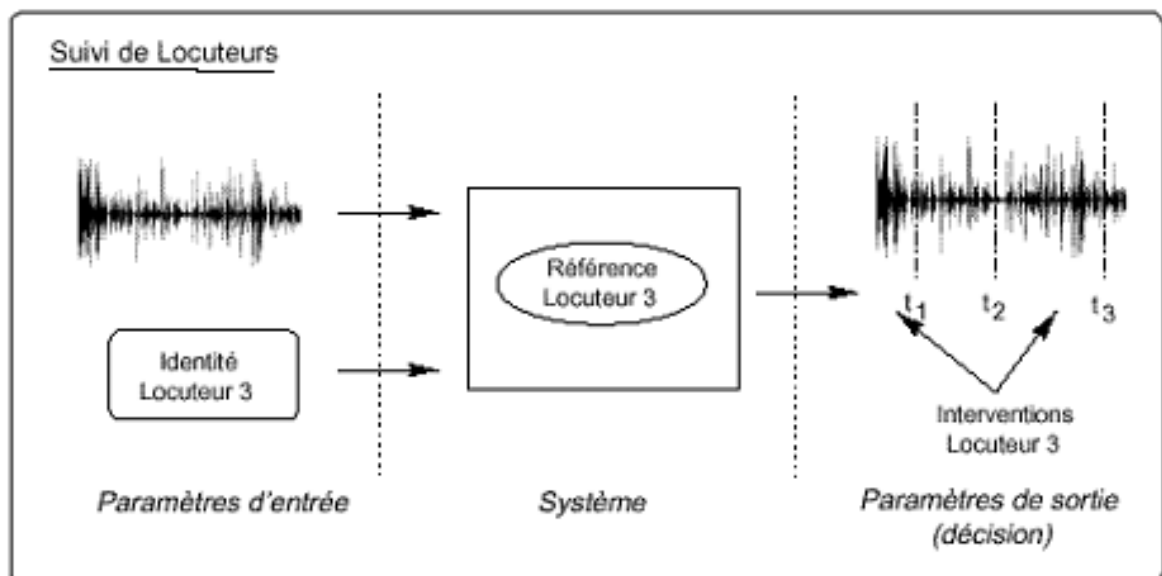 Suivi de Locuteurs
Référence
Locuteur 3
Identité
Locuteur 3
t1
t2
t3
Interventions
Locuteur 3
Paramètres d'entrée
Système
Paramètres de sortie
(décision)